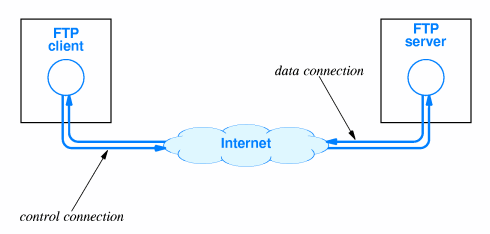 FTP
client
FTP
server
data connection
Internet
control connection